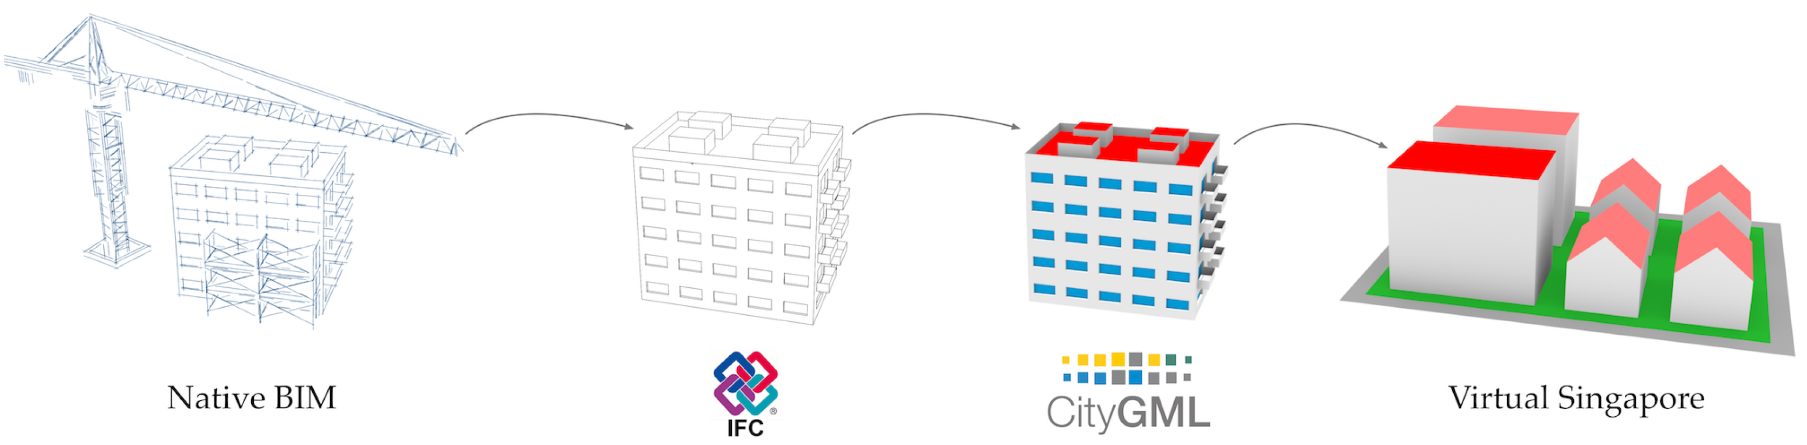 Native BIM
®
IFC
CityGML
Virtual Singapore